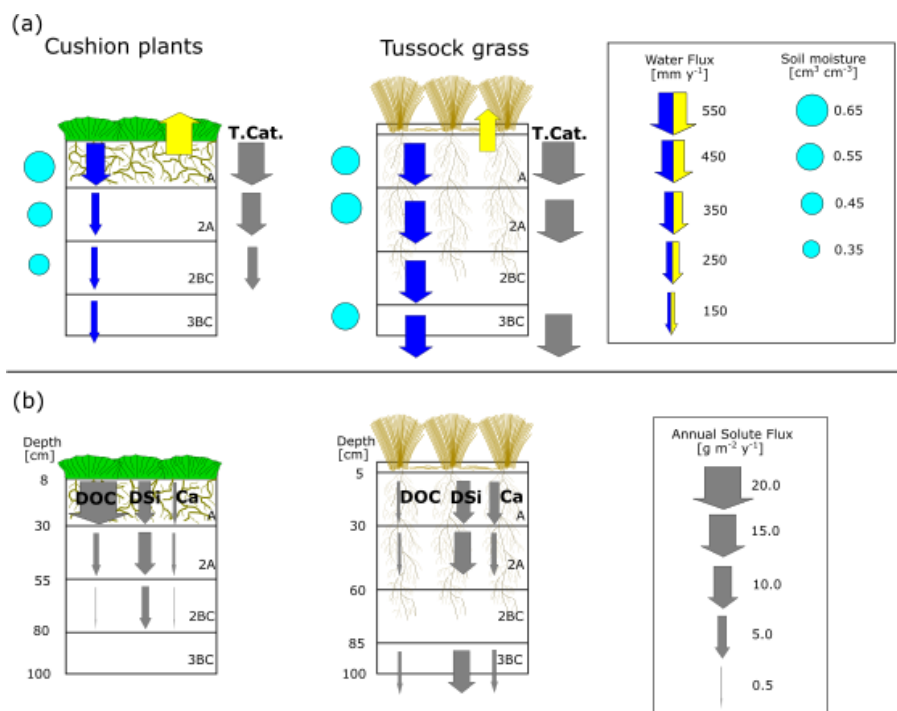 (a)
Cushion plants
Tussock grass
T.Cat.
A
2A
2BC
3BC
T.Cat.
A
2A
2BC
3BC
Water Flux
[mm y⁻¹]
550
450
350
250
150
Soil moisture
[cm³ cm⁻³]
0.65
0.55
0.45
0.35
(b)
Depth
[cm]
8
30
55
80
100
DOC DSi Ca
A
2A
2BC
3BC
Depth
[cm]
5
30
60
85
100
DOC DSi Ca
A
2A
2BC
3BC
Annual Solute Flux
[g m⁻² y⁻¹]
20.0
15.0
10.0
5.0
0.5